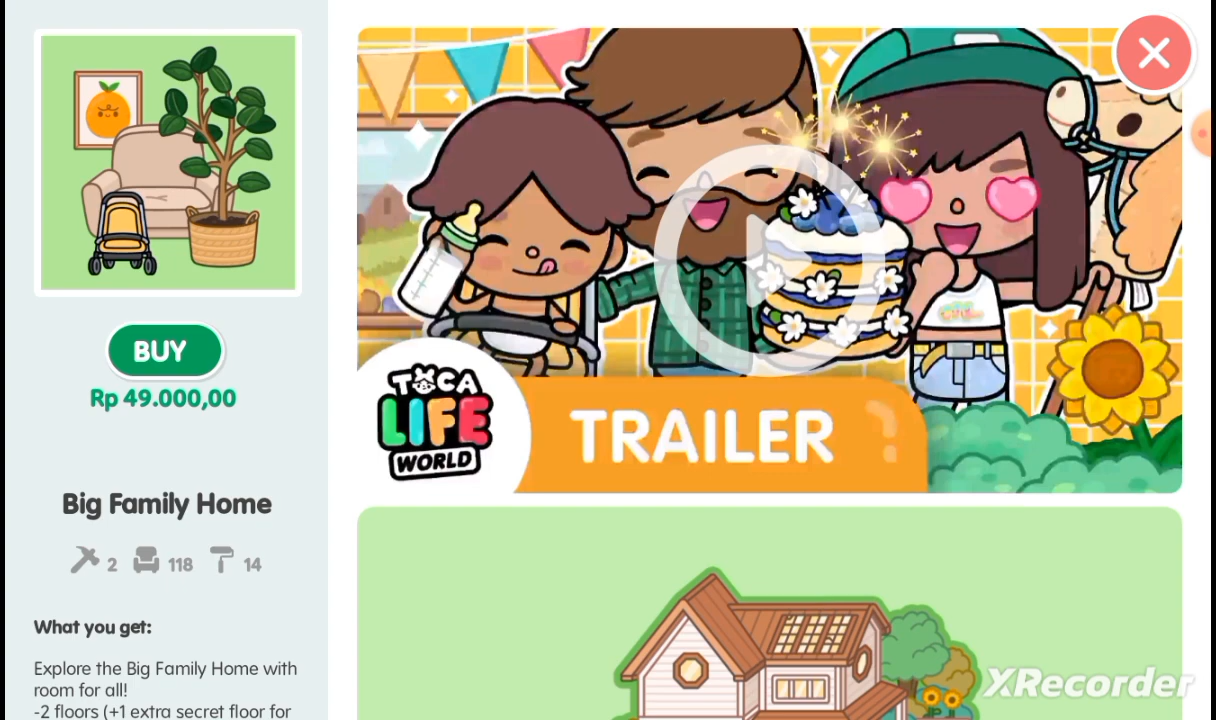 BUY
Rp 49.000,00
Big Family Home
2 118 14
What you get:
Explore the Big Family Home with
room for all!
-2 floors (+1 extra secret floor for
TOCA
LIFE
WORLD
TRAILER
XRecorder